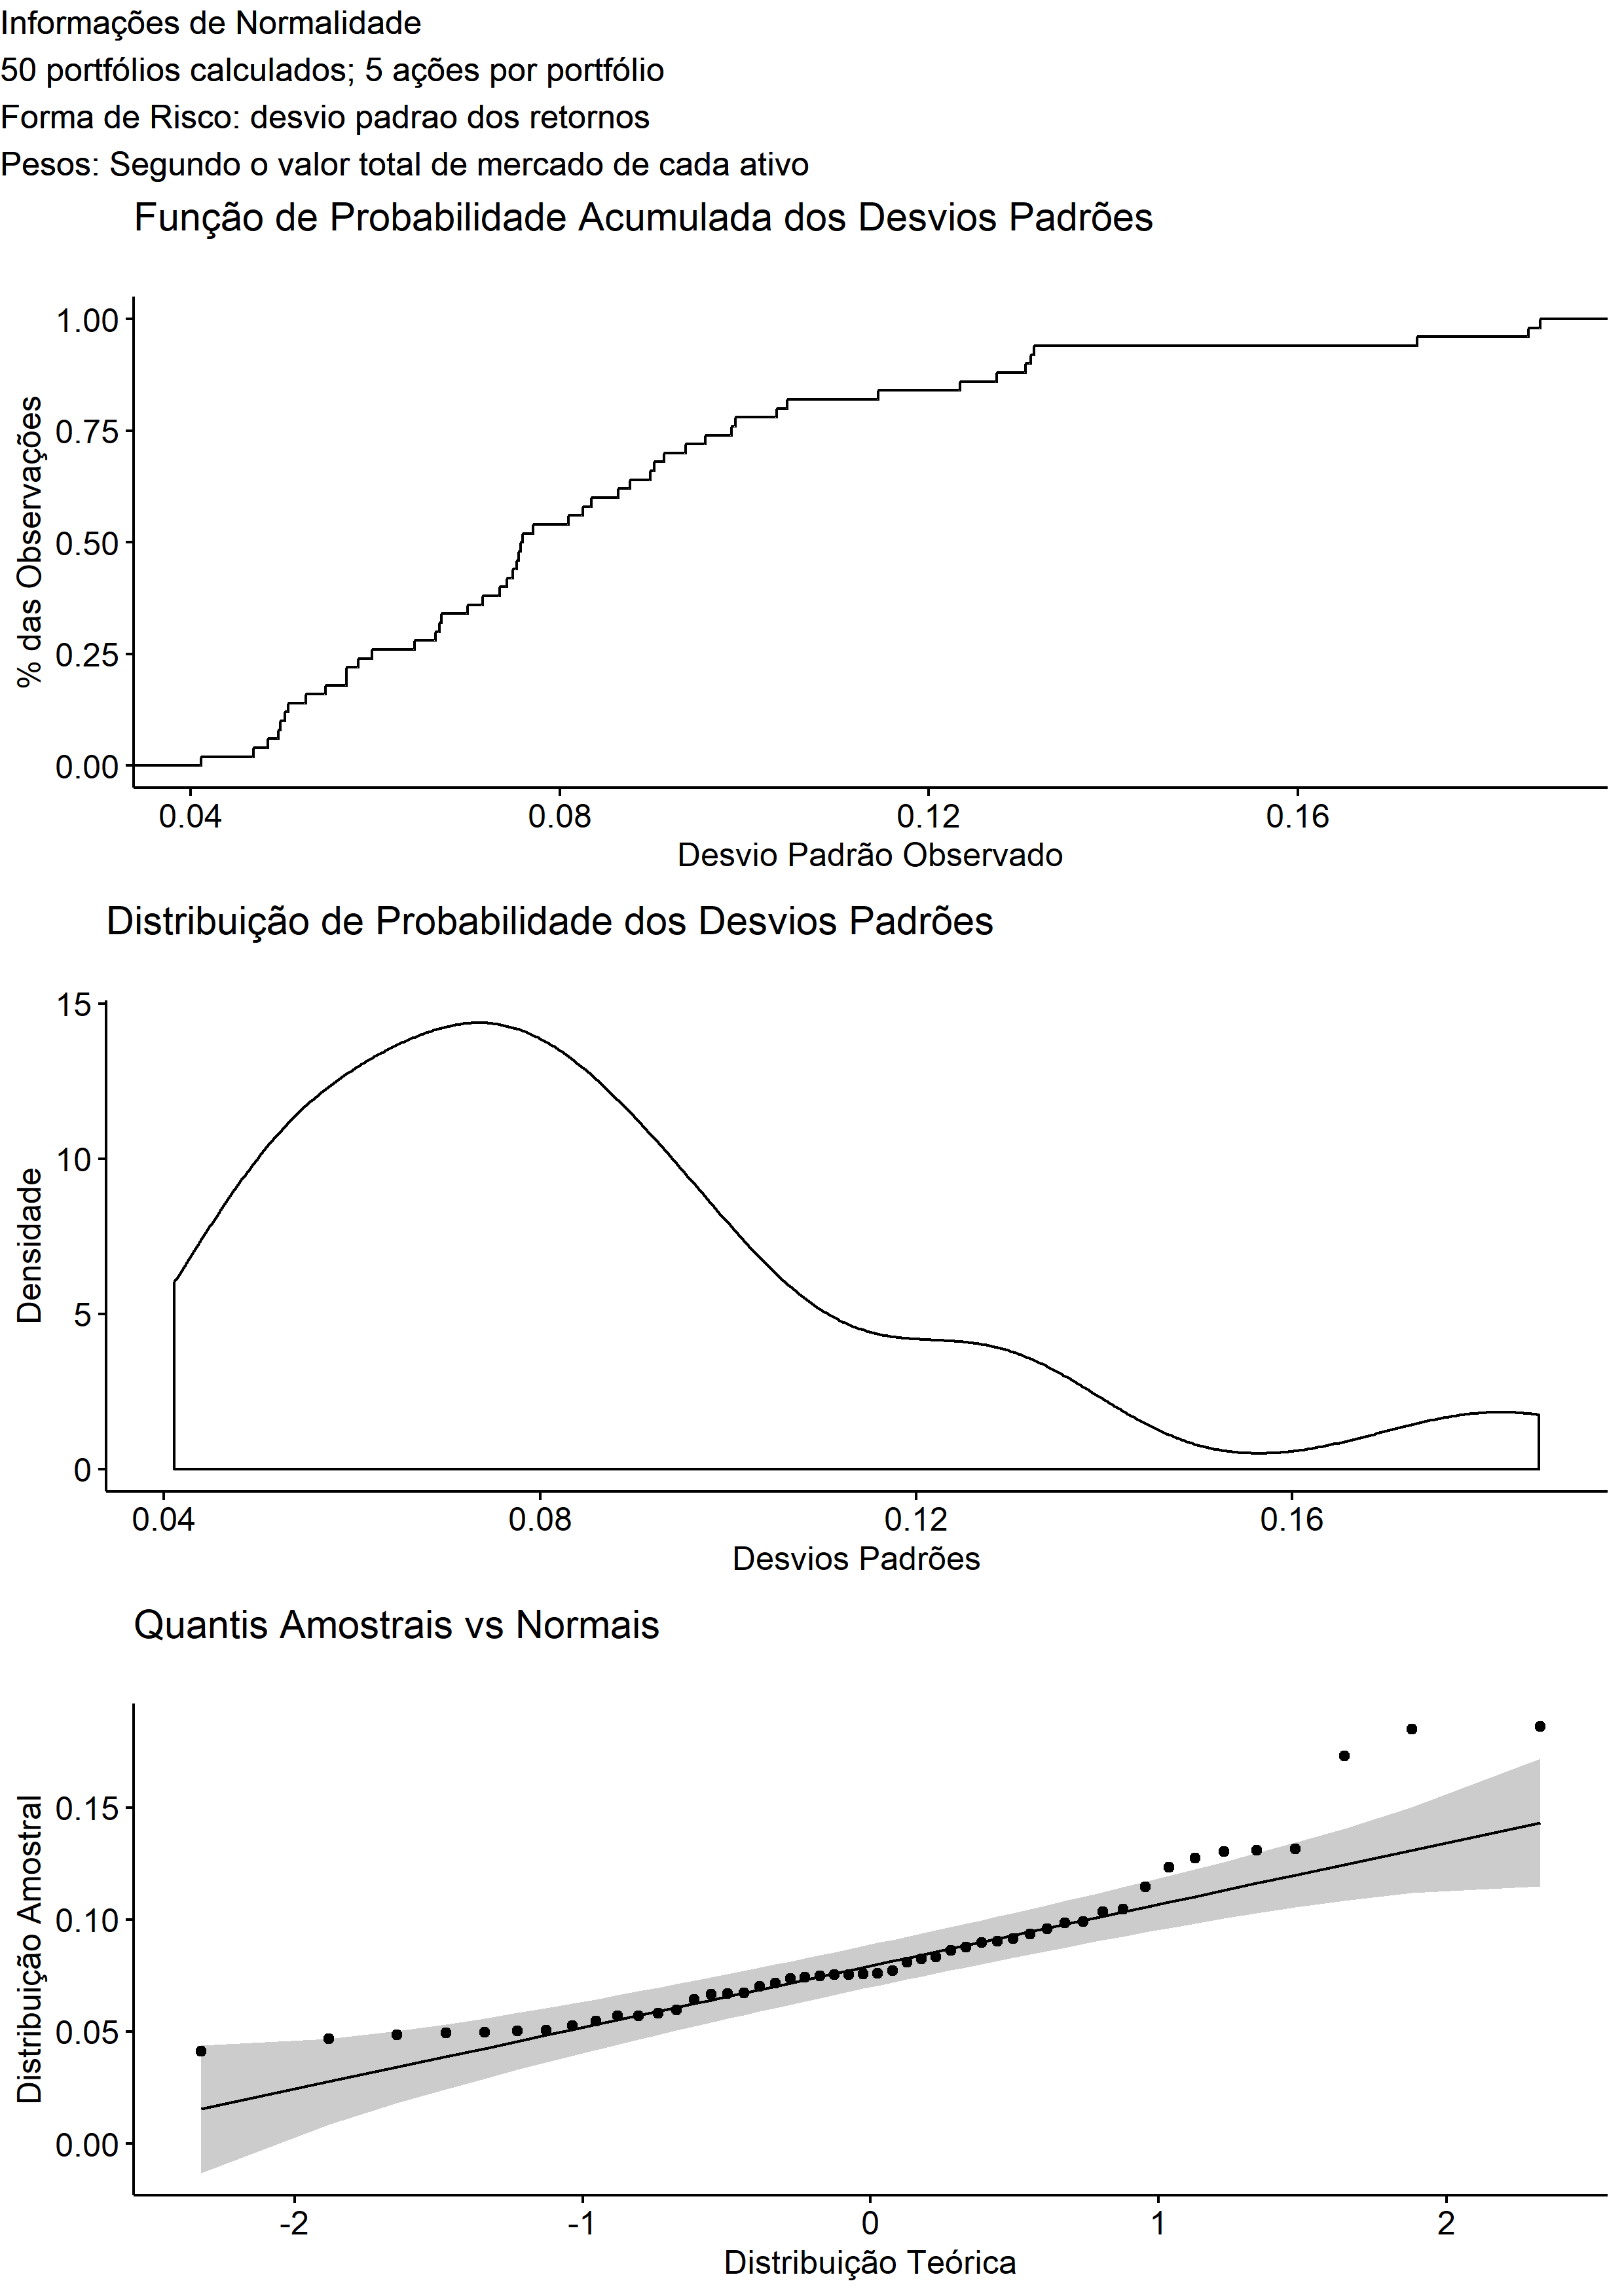 Informações de Normalidade
50 portfólios calculados; 5 ações por portfólio
Forma de Risco: desvio padrao dos retornos
Pesos: Segundo o valor total de mercado de cada ativo
Função de Probabilidade Acumulada dos Desvios Padrões
% das Observações
1.00
0.75
0.50
0.25
0.00
0.04 0.08 0.12 0.16
Desvio Padrão Observado
Distribuição de Probabilidade dos Desvios Padrões
Densidade
15
10
5
0
0.04 0.08 0.12 0.16
Desvios Padrões
Quantis Amostrais vs Normais
Distribuição Amostral
0.15
0.10
0.05
0.00
-2 -1 0 1 2
Distribuição Teórica